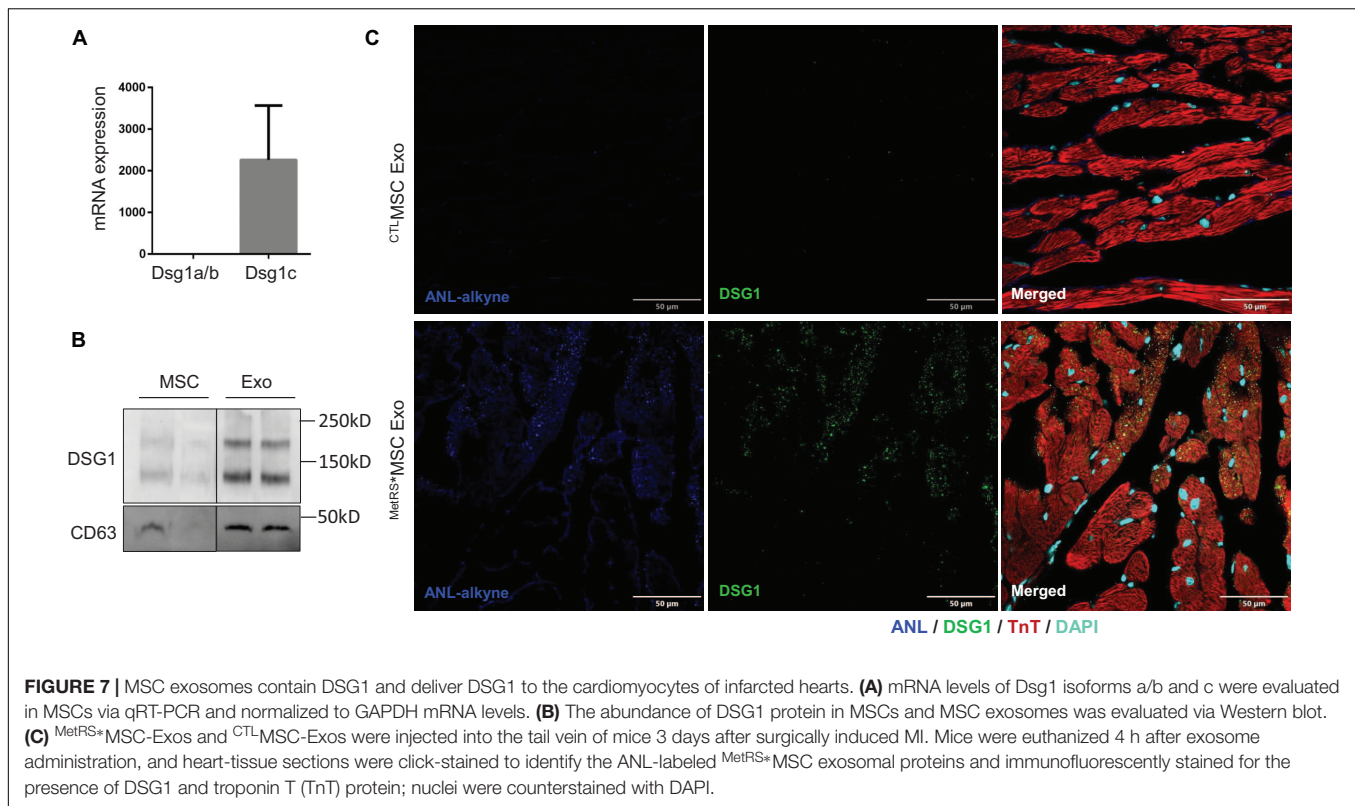 A
mRNA expression
4000
3000
2000
1000
0
Dsg1a/b Dsg1c
B
MSC Exo
250kD
DSG1
150kD
50kD
CD63
C
CTLMSC Exo
ANL-alkyne
50 µm
DSG1
50 µm
Merged
50 µm
MetRS*MSC Exo
ANL-alkyne
50 µm
DSG1
50 µm
Merged
50 µm
ANL / DSG1 / TnT / DAPI
FIGURE 7 | MSC exosomes contain DSG1 and deliver DSG1 to the cardiomyocytes of infarcted hearts. (A) mRNA levels of Dsg1 isoforms a/b and c were evaluated
in MSCs via qRT-PCR and normalized to GAPDH mRNA levels. (B) The abundance of DSG1 protein in MSCs and MSC exosomes was evaluated via Western blot.
(C) MetRS*MSC-Exos and CTLMSC-Exos were injected into the tail vein of mice 3 days after surgically induced MI. Mice were euthanized 4 h after exosome
administration, and heart-tissue sections were click-stained to identify the ANL-labeled MetRS*MSC exosomal proteins and immunofluorescently stained for the
presence of DSG1 and troponin T (TnT) protein; nuclei were counterstained with DAPI.